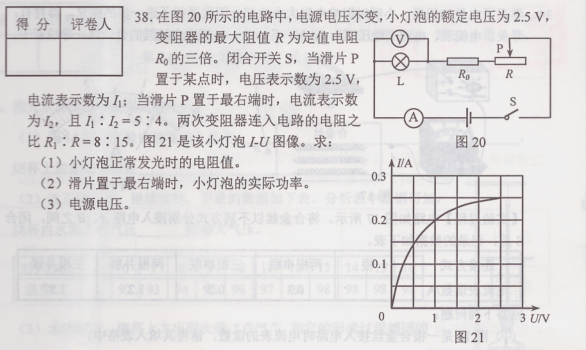 得 分 评卷人
38.在图 20 所示的电路中,电源电压不变,小灯泡的额定电压为 2.5 V,
变阻器的最大阻值 R 为定值电阻
R₀的三倍。闭合开关 S，当滑片 P
置于某点时，电压表示数为 2.5 V，
电流表示数为 I₁；当滑片 P 置于最右端时，电流表示数
为 I₂，且 I₁∶I₂=5∶4。两次变阻器连入电路的电阻之
比 R₁∶R=8∶15。图 21 是该小灯泡 I-U 图像。求：
（1）小灯泡正常发光时的电阻值。
（2）滑片置于最右端时，小灯泡的实际功率。
（3）电源电压。
V
P
L
R₀
R
A
S
图 20
I/A
0.3
0.2
0.1
0
1
2
3 U/V
图 21